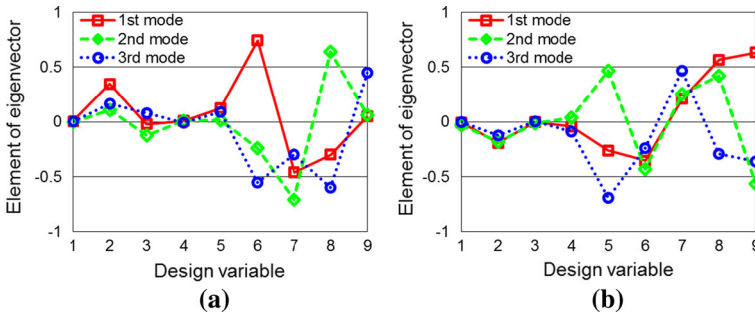 1
0.5
0
-0.5
-1
Element of eigenvector
1st mode
2nd mode
3rd mode
1 2 3 4 5 6 7 8 9
Design variable
(a)
1
0.5
0
-0.5
-1
Element of eigenvector
1st mode
2nd mode
3rd mode
1 2 3 4 5 6 7 8 9
Design variable
(b)